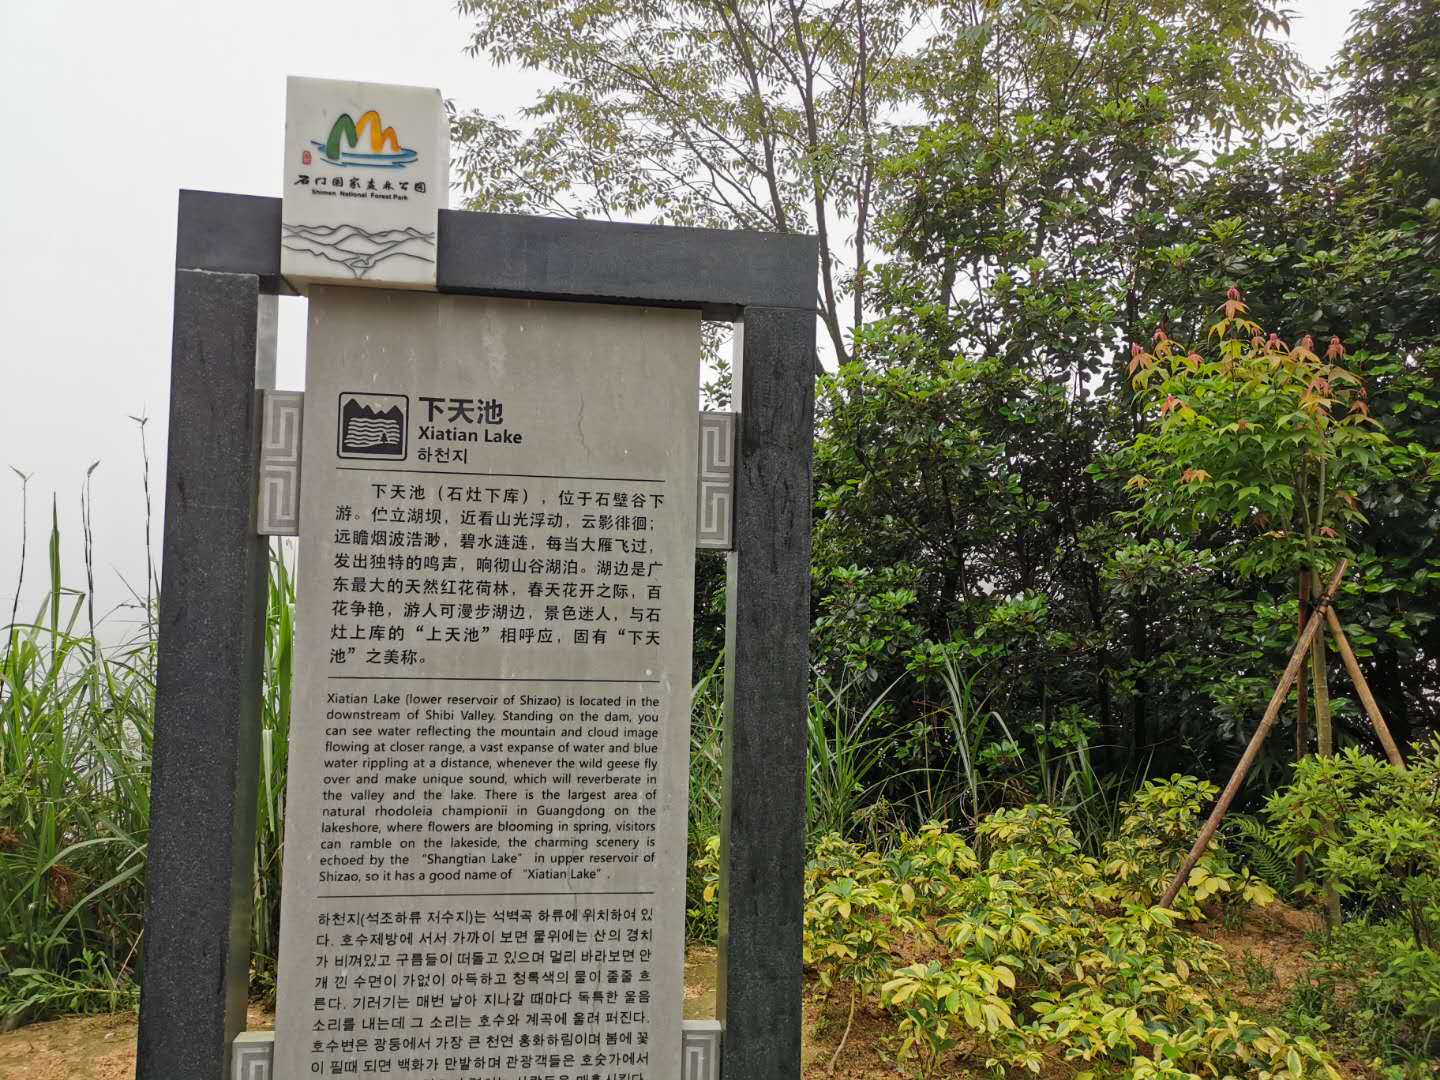 石门国家森林公园
Shimen National Forest Park
下天池
Xiatian Lake
하천지
下天池（石灶下库），位于石壁谷下
游。伫立湖坝，近看山光浮动，云影徘徊；
远瞻烟波浩渺，碧水涟涟，每当大雁飞过，
发出独特的鸣声，响彻山谷湖泊。湖边是广
东最大的天然红花荷林，春天花开之际，百
花争艳，游人可漫步湖边，景色迷人，与石
灶上库的“上天池”相呼应，固有“下天
池”之美称。
Xiatian Lake (lower reservoir of Shizao) is located in the
downstream of Shibi Valley. Standing on the dam, you
can see water reflecting the mountain and cloud image
flowing at closer range, a vast expanse of water and blue
water rippling at a distance, whenever the wild geese fly
over and make unique sound, which will reverberate in
the valley and the lake. There is the largest area of
natural rhodoleia championii in Guangdong on the
lakeshore, where flowers are blooming in spring, visitors
can ramble on the lakeside, the charming scenery is
echoed by the “Shangtian Lake” in upper reservoir of
Shizao, so it has a good name of “Xiatian Lake”.
하천지(석조하류 저수지)는 석벽곡 하류에 위치하여 있
다. 호수제방에 서서 가까이 보면 물위에는 산의 경치
가 비껴있고 구름들이 떠돌고 있으며 멀리 바라보면 안
개 낀 수면이 가없이 아득하고 청록색의 물이 줄줄 흐
른다. 기러기는 매번 날아 지나갈 때마다 독특한 울음
소리를 내는데 그 소리는 호수와 계곡에 울려 퍼진다.
호수변은 광둥에서 가장 큰 천연 홍화하림이며 봄에 꽃
이 필때 되면 백화가 만발하며 관광객들은 호숫가에서